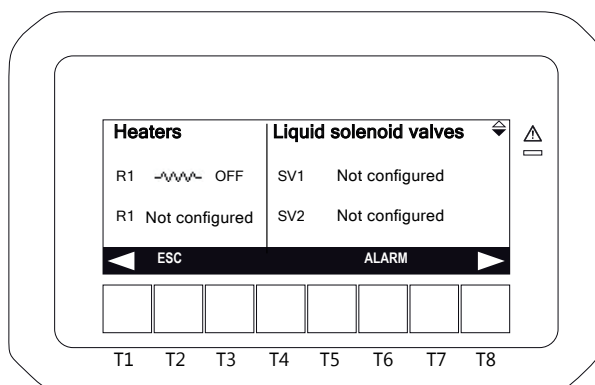 Heaters
Liquid solenoid valves
R1 OFF
SV1 Not configured
R1 Not configured
SV2 Not configured
ESC
ALARM
T1 T2 T3 T4 T5 T6 T7 T8